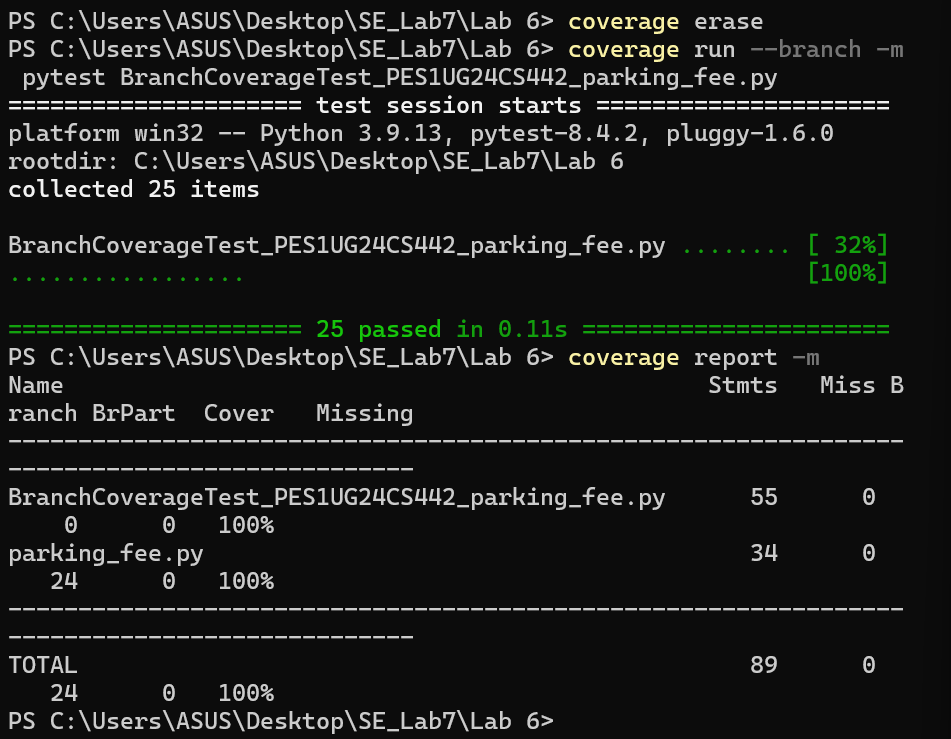 PS C:\Users\ASUS\Desktop\SE_Lab7\Lab 6> coverage erase
PS C:\Users\ASUS\Desktop\SE_Lab7\Lab 6> coverage run --branch -m
 pytest BranchCoverageTest_PES1UG24CS442_parking_fee.py
===================== test session starts =====================
platform win32 -- Python 3.9.13, pytest-8.4.2, pluggy-1.6.0
rootdir: C:\Users\ASUS\Desktop\SE_Lab7\Lab 6
collected 25 items

BranchCoverageTest_PES1UG24CS442_parking_fee.py ........ [ 32%]
.................                                        [100%]

===================== 25 passed in 0.11s ======================
PS C:\Users\ASUS\Desktop\SE_Lab7\Lab 6> coverage report -m
Name                                              Stmts   Miss B
ranch BrPart  Cover   Missing
----------------------------------------------------------------
-----------------------------
BranchCoverageTest_PES1UG24CS442_parking_fee.py      55      0
    0      0   100%
parking_fee.py                                       34      0
   24      0   100%
----------------------------------------------------------------
-----------------------------
TOTAL                                                89      0
   24      0   100%
PS C:\Users\ASUS\Desktop\SE_Lab7\Lab 6>